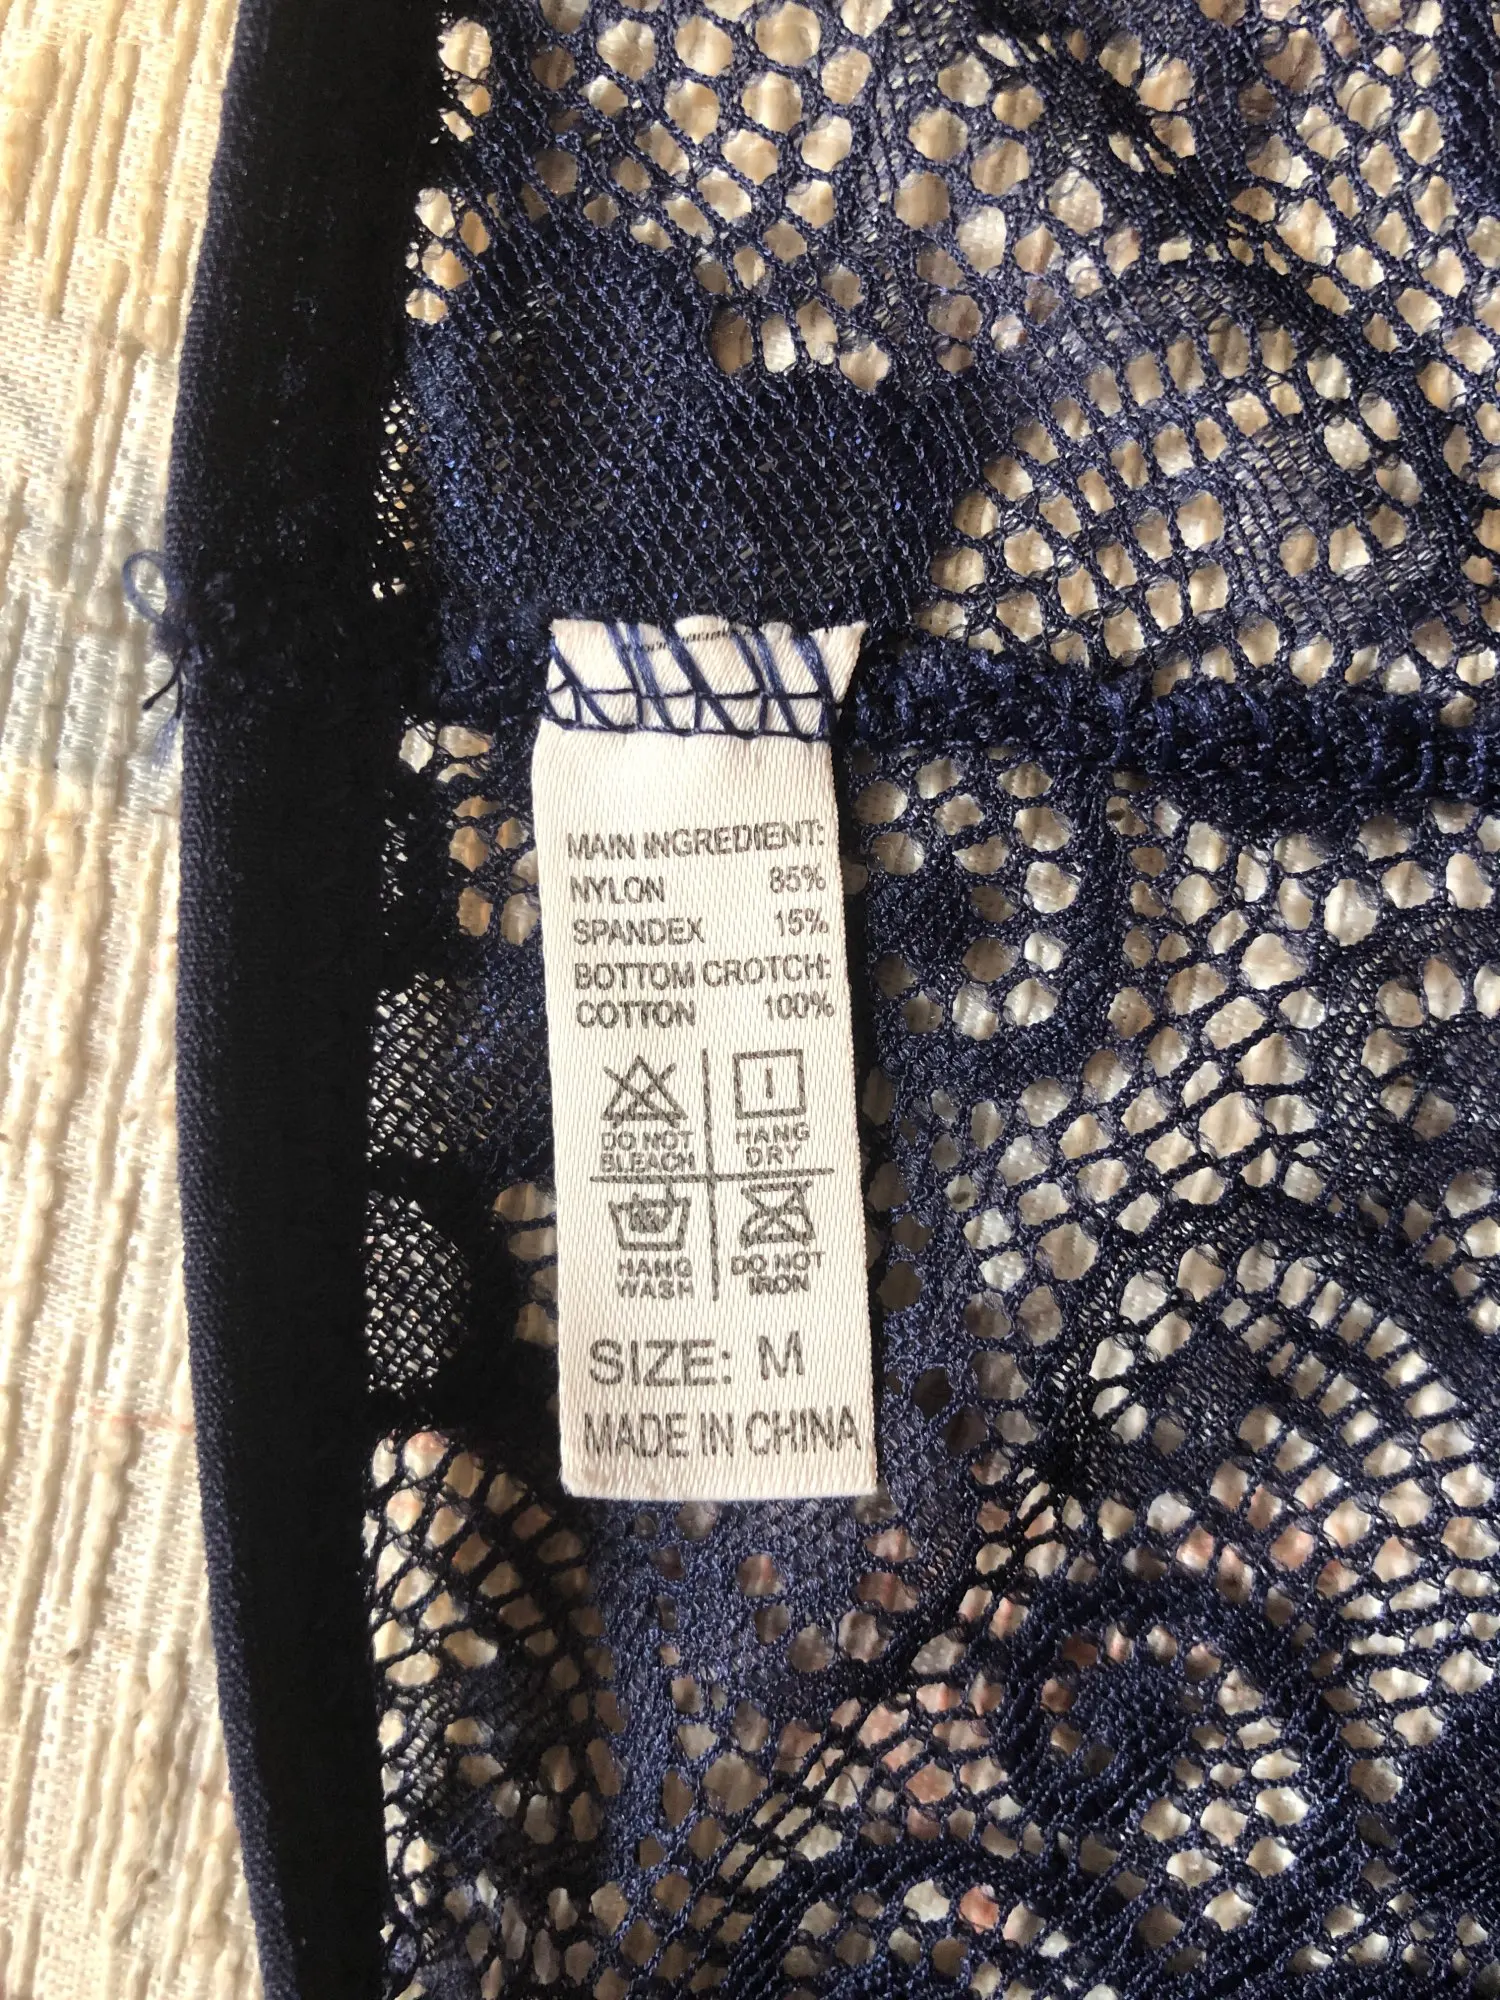 MAIN INGREDIENT:
NYLON 85%
SPANDEX 15%
BOTTOM CROTCH:
COTTON 100%
DO NOT
BLEACH
HANG
DRY
HANG
WASH
DO NOT
IRON
SIZE: M
MADE IN CHINA